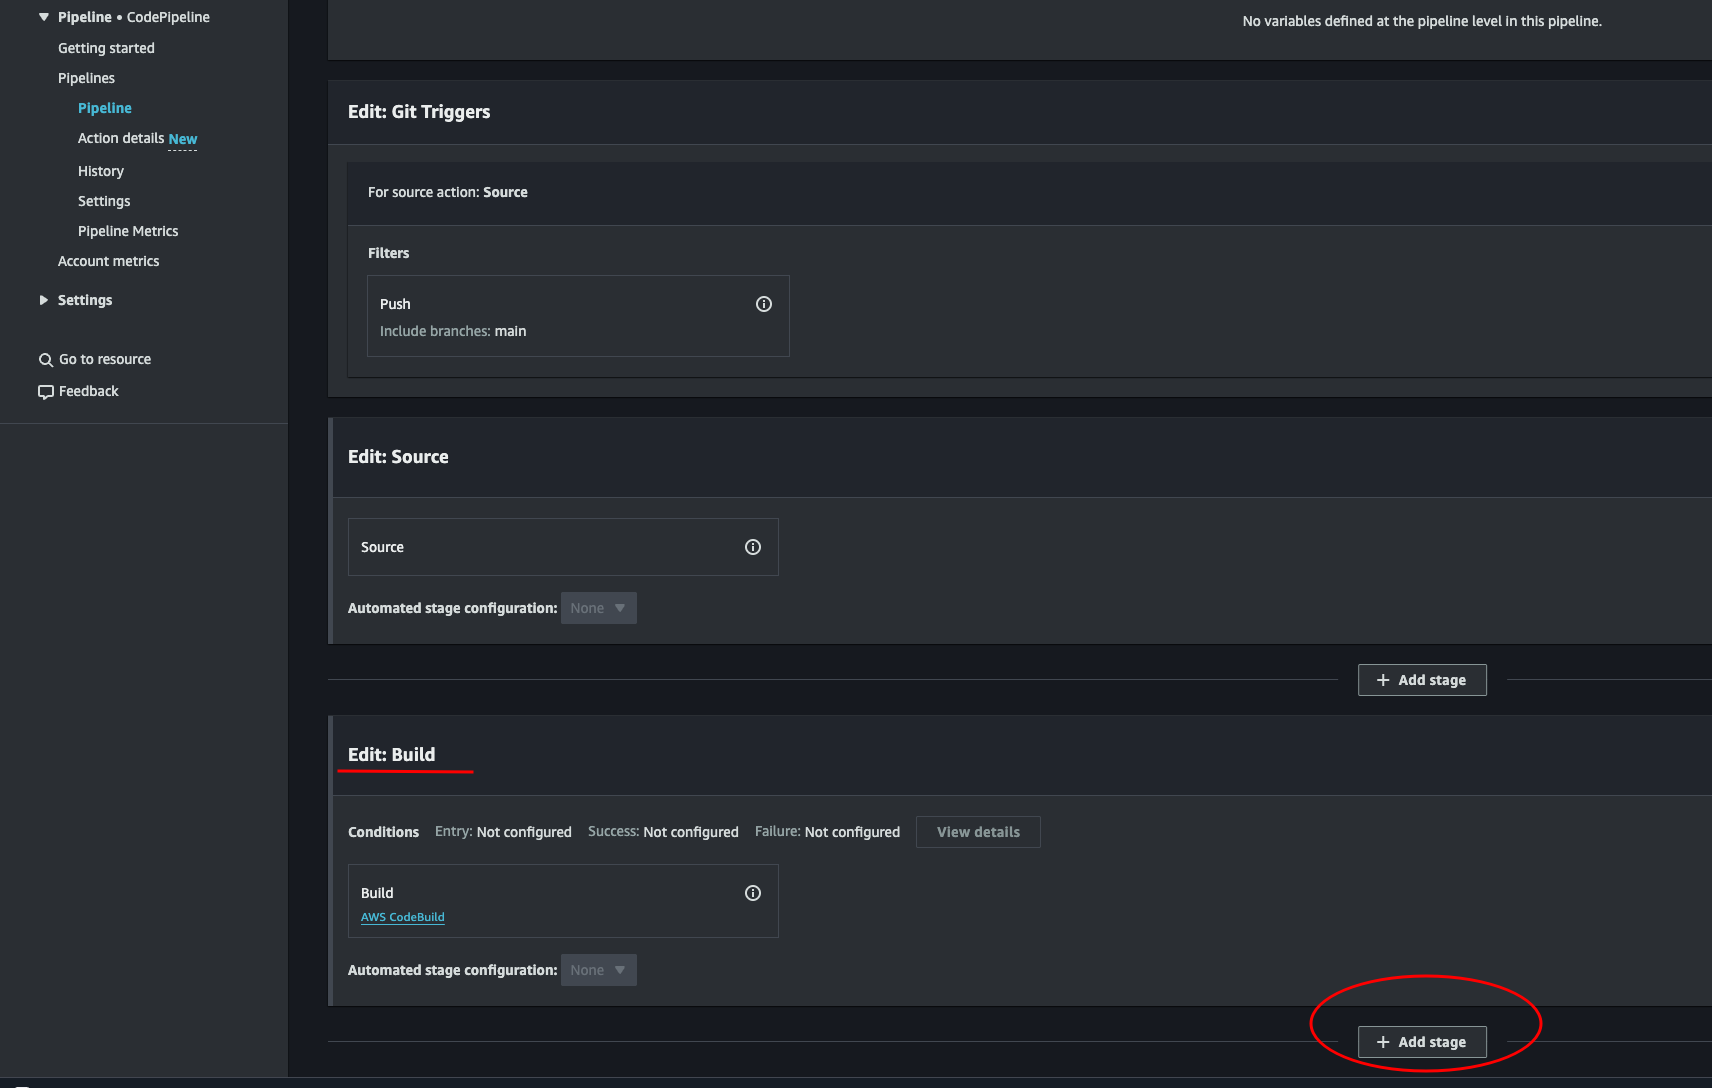 Pipeline • CodePipeline
Getting started
Pipelines
Pipeline
Action details New
History
Settings
Pipeline Metrics
Account metrics
Settings
Go to resource
Feedback
No variables defined at the pipeline level in this pipeline.
Edit: Git Triggers
For source action: Source
Filters
Push
Include branches: main
Edit: Source
Source
Automated stage configuration: None
+ Add stage
Edit: Build
Conditions Entry: Not configured Success: Not configured Failure: Not configured View details
Build
AWS CodeBuild
Automated stage configuration: None
+ Add stage